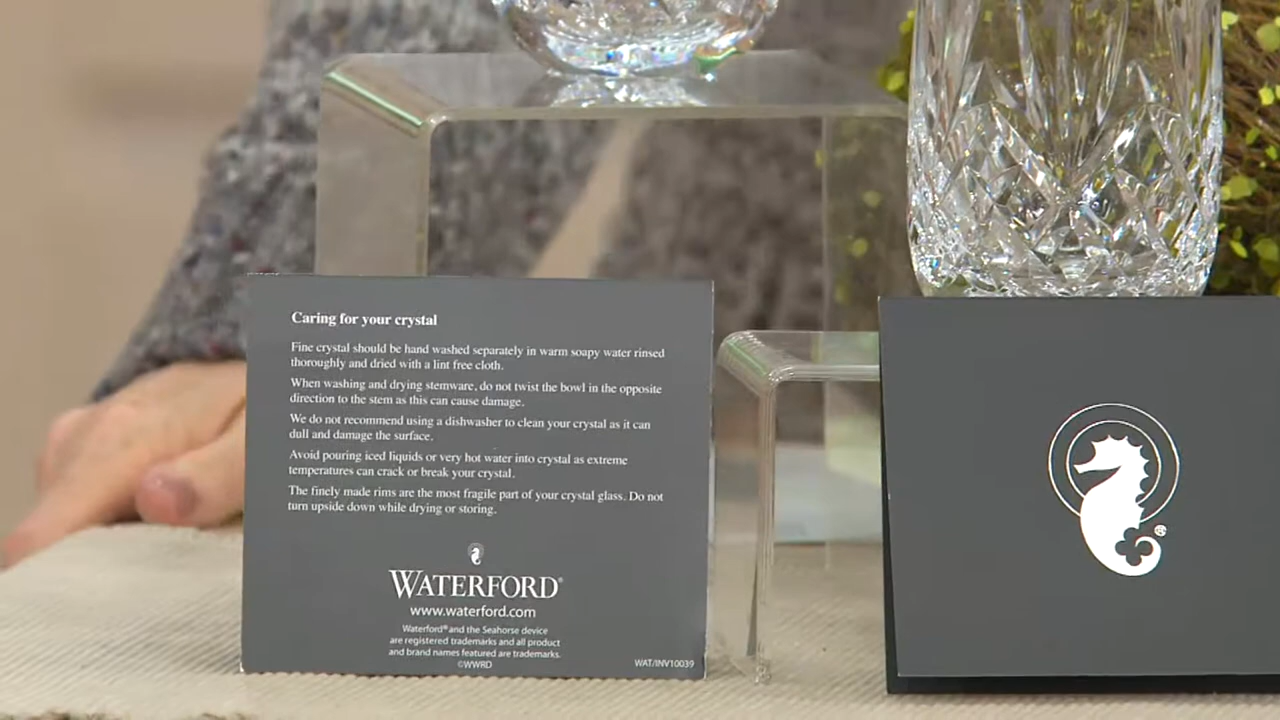 Caring for your crystal
Fine crystal should be hand washed separately in warm soapy water rinsed
thoroughly and dried with a lint free cloth.
When washing and drying stemware, do not twist the bowl in the opposite
direction to the stem as this can cause damage.
We do not recommend using a dishwasher to clean your crystal as it can
dull and damage the surface.
Avoid pouring iced liquids or very hot water into crystal as extreme
temperatures can crack or break your crystal.
The finely made rims are the most fragile part of your crystal glass. Do not
turn upside down while drying or storing.
WATERFORD®
www.waterford.com
Waterford® and the Seahorse device
are registered trademarks and all product
and brand names featured are trademarks.
©WWRD
WAT/INV10039
®